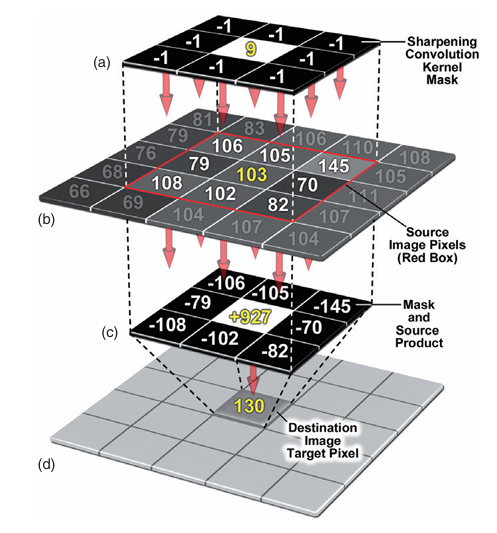 -1 -1 -1
-1 9 -1
-1 -1 -1
(a)
Sharpening
Convolution
Kernel
Mask
81 83 106 110 108
79 106 105 145 105
76 79 103 70 111
68 108 102 82 107
66 69 104 107 104
(b)
Source
Image Pixels
(Red Box)
-106 -105 -145
-79 +927 -70
-108 -102 -82
(c)
Mask
and
Source
Product
130
Destination
Image
Target Pixel
(d)